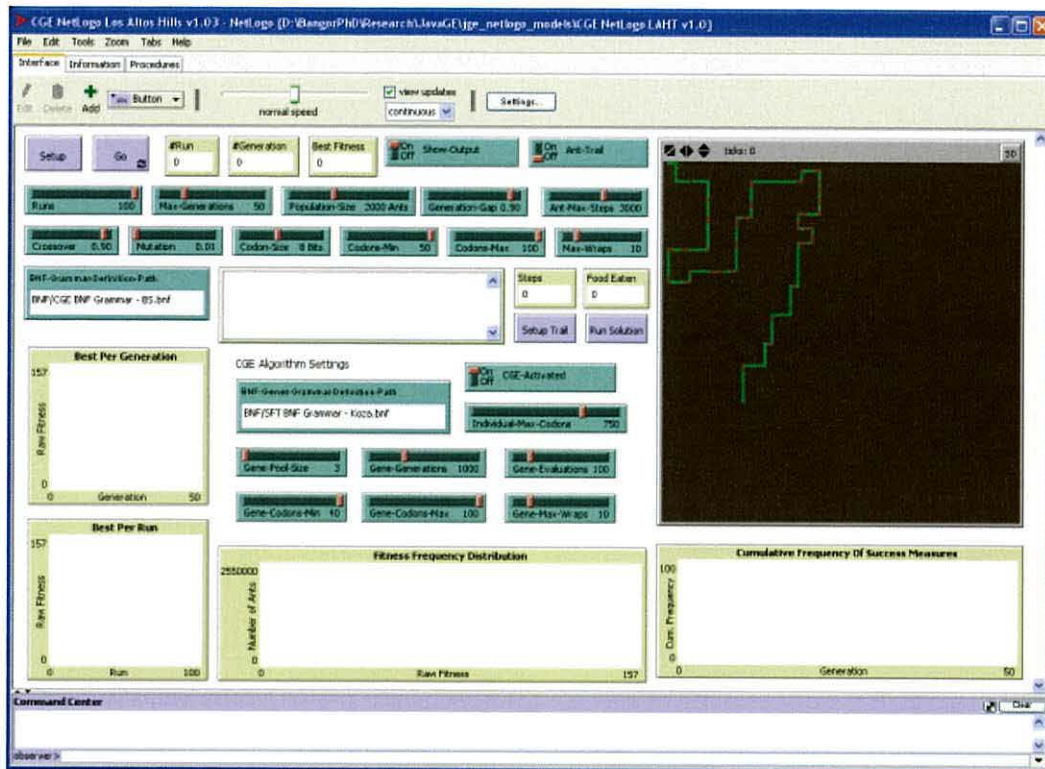 CGE NetLogo Los Altos Hills v1.03 - NetLogo {D:\BangorPhD\Research\JavaGE\jge_netlogo_models\CGE NetLogo LAHT v1.0}
File Edit Tools Zoom Tabs Help
Interface Information Procedures
Edit Delete Add Button normal speed view updates continuous Settings...
Setup Go #Run 0 #Generation 0 Best Fitness 0 On Off Show-Output On Off Ant-Trail
Runs 100 Max-Generations 50 Population-Size 2000 Ants Generation-Gap 0.90 Ant-Max-Steps 3000
Crossover 0.90 Mutation 0.01 Codon-Size 8 Bits Codons-Min 50 Codons-Max 100 Max-Wraps 10
BNF-Grammar-Definition-Path
BNF/CGE BNF Grammar - BS.bnf
Steps 0 Food Eaten 0
Setup Trail Run Solution
ticks: 0 3D
Best Per Generation
157
Raw Fitness
0
0 Generation 50
CGE Algorithm Settings
On Off CGE-Activated
BNF-Genes-Grammar-Definition-Path
BNF/SFT BNF Grammar - Koza.bnf
Individual-Max-Codons 750
Gene-Pool-Size 3 Gene-Generations 1000 Gene-Evaluations 100
Gene-Codons-Min 40 Gene-Codons-Max 100 Gene-Max-Wraps 10
Best Per Run
157
Raw Fitness
0
0 Run 100
Fitness Frequency Distribution
2550000
Number of Ants
0
0 Raw Fitness 157
Cumulative Frequency Of Success Measures
100
Cum. Frequency
0
0 Generation 50
Command Center Clear
observer>